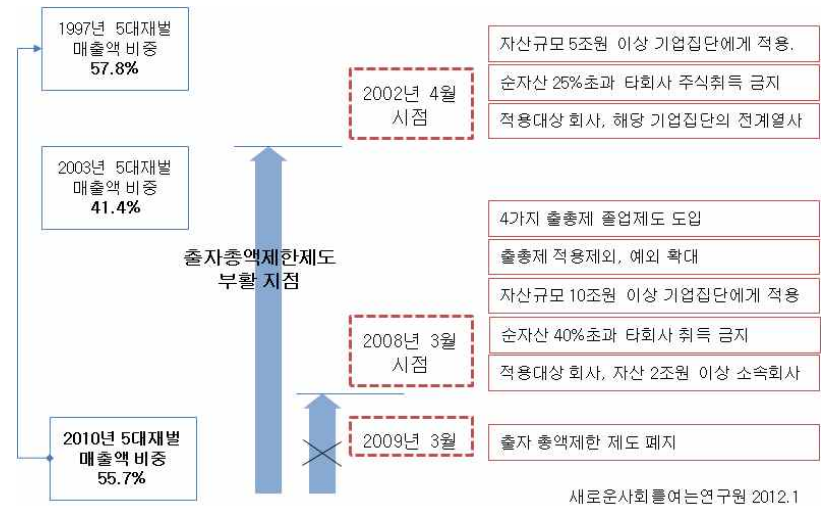 1997년 5대재벌
매출액 비중
57.8%
2003년 5대재벌
매출액 비중
41.4%
출자총액제한제도
부활 지점
2010년 5대재벌
매출액 비중
55.7%
2002년 4월
시점
자산규모 5조원 이상 기업집단에게 적용.
순자산 25%초과 타회사 주식취득 금지
적용대상 회사, 해당 기업집단의 전계열사
2008년 3월
시점
4가지 출총제 졸업제도 도입
출총제 적용제외, 예외 확대
자산규모 10조원 이상 기업집단에게 적용
순자산 40%초과 타회사 취득 금지
적용대상 회사, 자산 2조원 이상 소속회사
2009년 3월
출자 총액제한 제도 폐지
새로운사회를여는연구원 2012.1